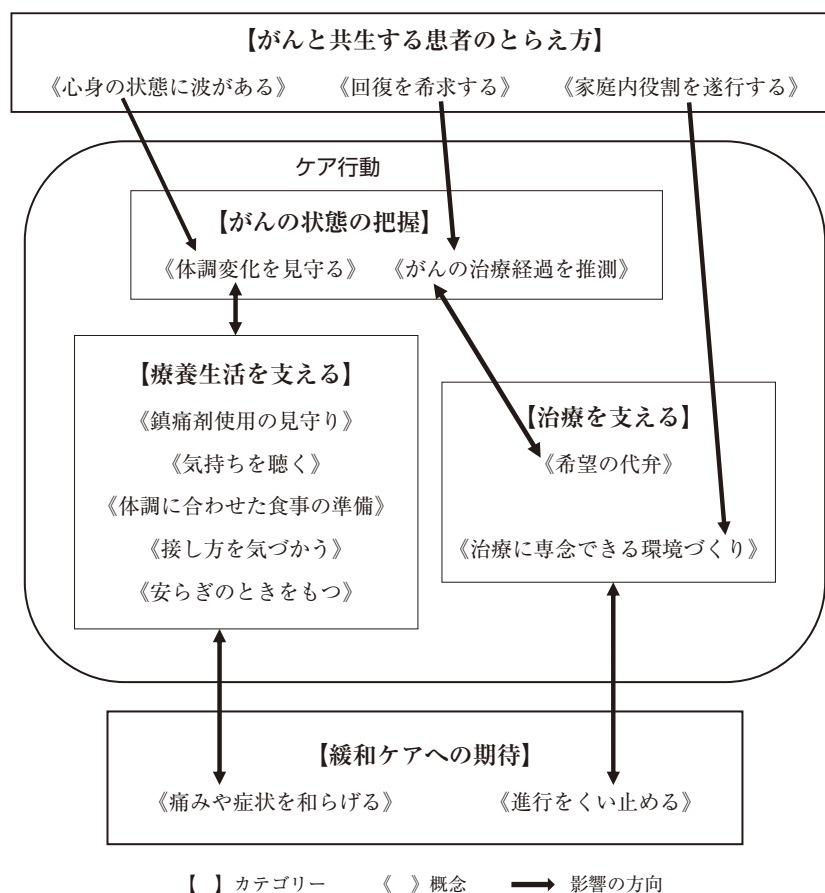 【がんと共生する患者のとらえ方】
《心身の状態に波がある》 《回復を希求する》 《家庭内役割を遂行する》
ケア行動
【がんの状態の把握】
《体調変化を見守る》 《がんの治療経過を推測》
【療養生活を支える】
《鎮痛剤使用の見守り》
《気持ちを聴く》
《体調に合わせた食事の準備》
《接し方を気づかう》
《安らぎのときをもつ》
【治療を支える】
《希望の代弁》
《治療に専念できる環境づくり》
【緩和ケアへの期待】
《痛みや症状を和らげる》 《進行をくい止める》
【 】カテゴリー 《 》概念 影響の方向